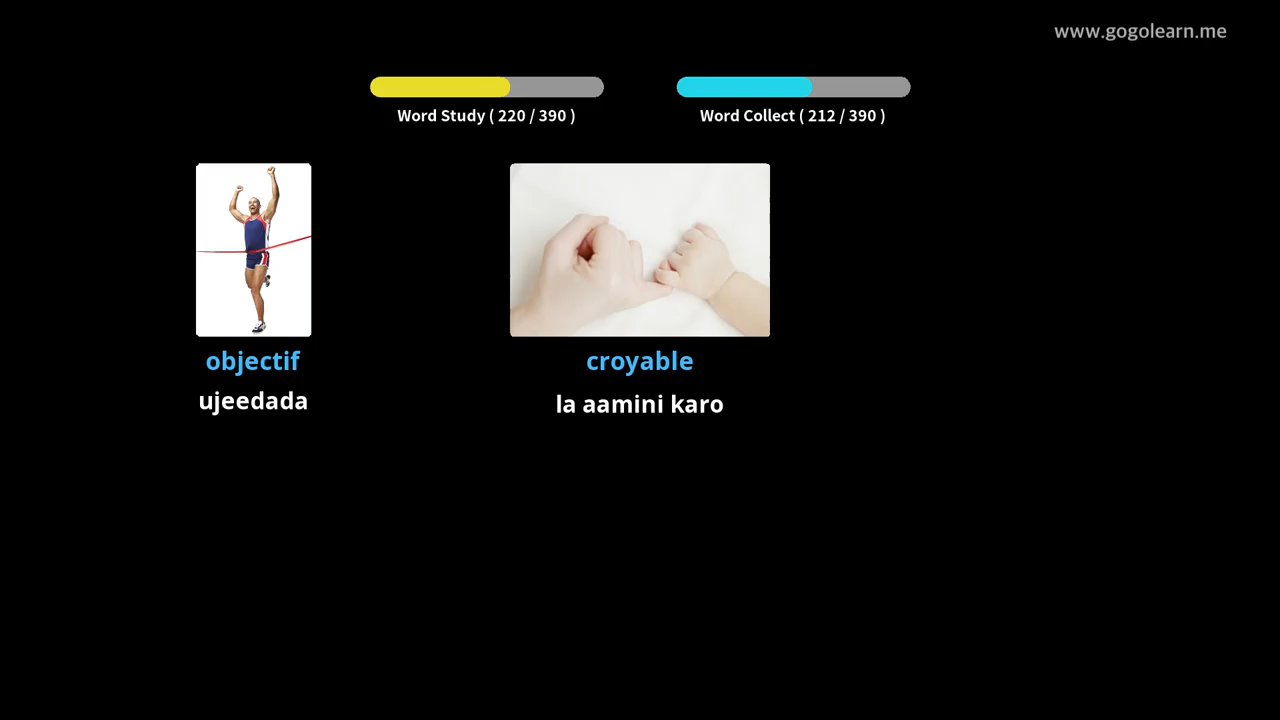 www.gogolearn.me
Word Study ( 220 / 390 )
Word Collect ( 212 / 390 )
objectif
croyable
ujeedada
la aamini karo